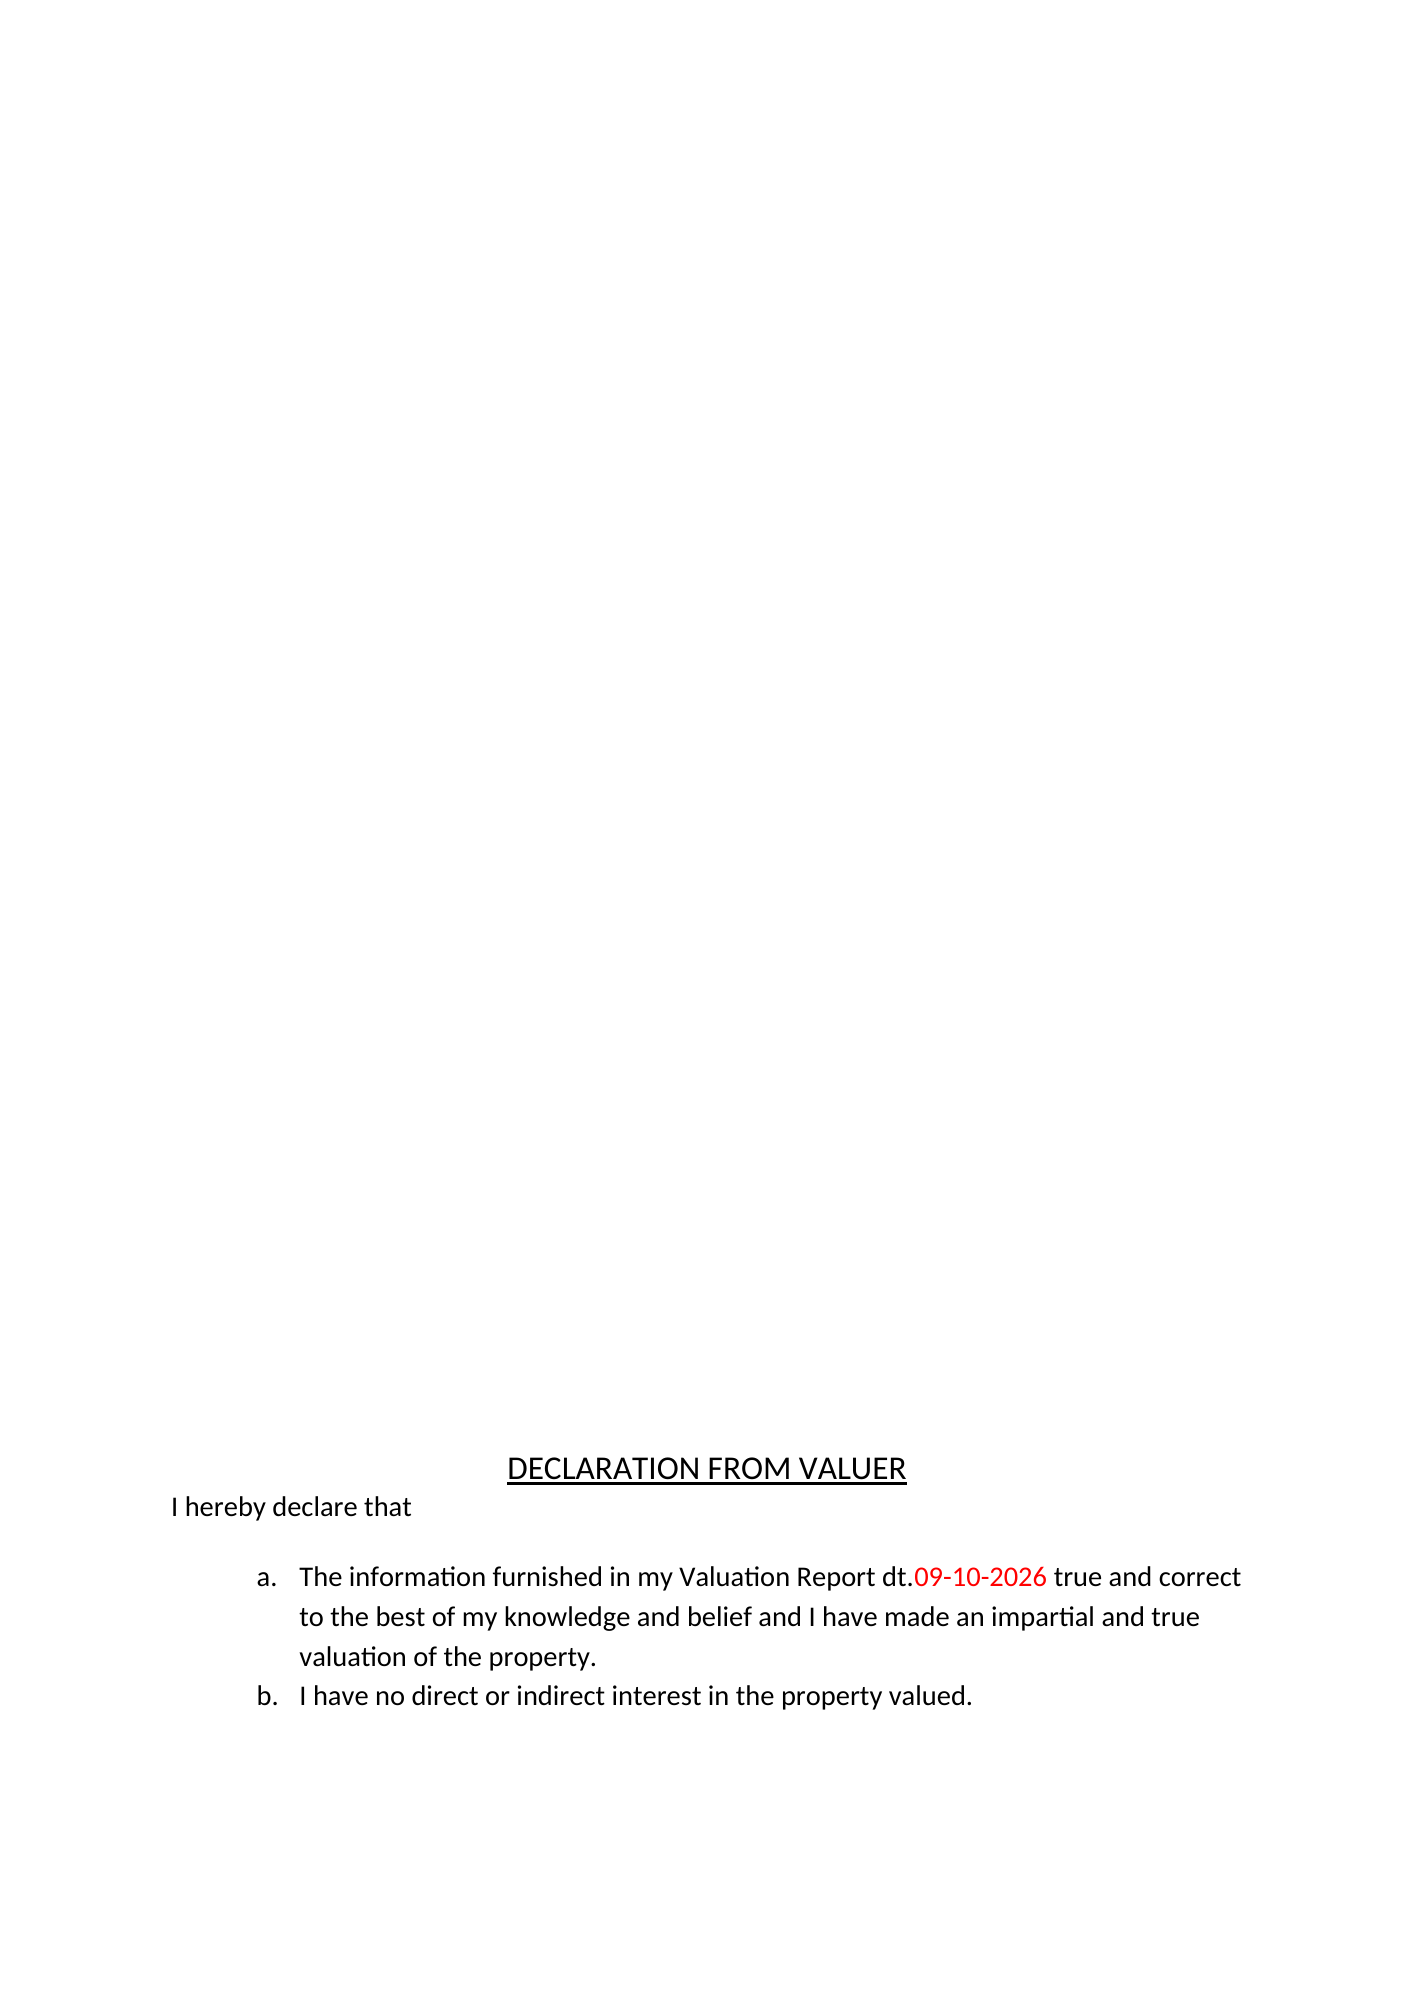 DECLARATION FROM VALUER
I hereby declare that
a. The information furnished in my Valuation Report dt.09-10-2026 true and correct
to the best of my knowledge and belief and I have made an impartial and true
valuation of the property.
b. I have no direct or indirect interest in the property valued.